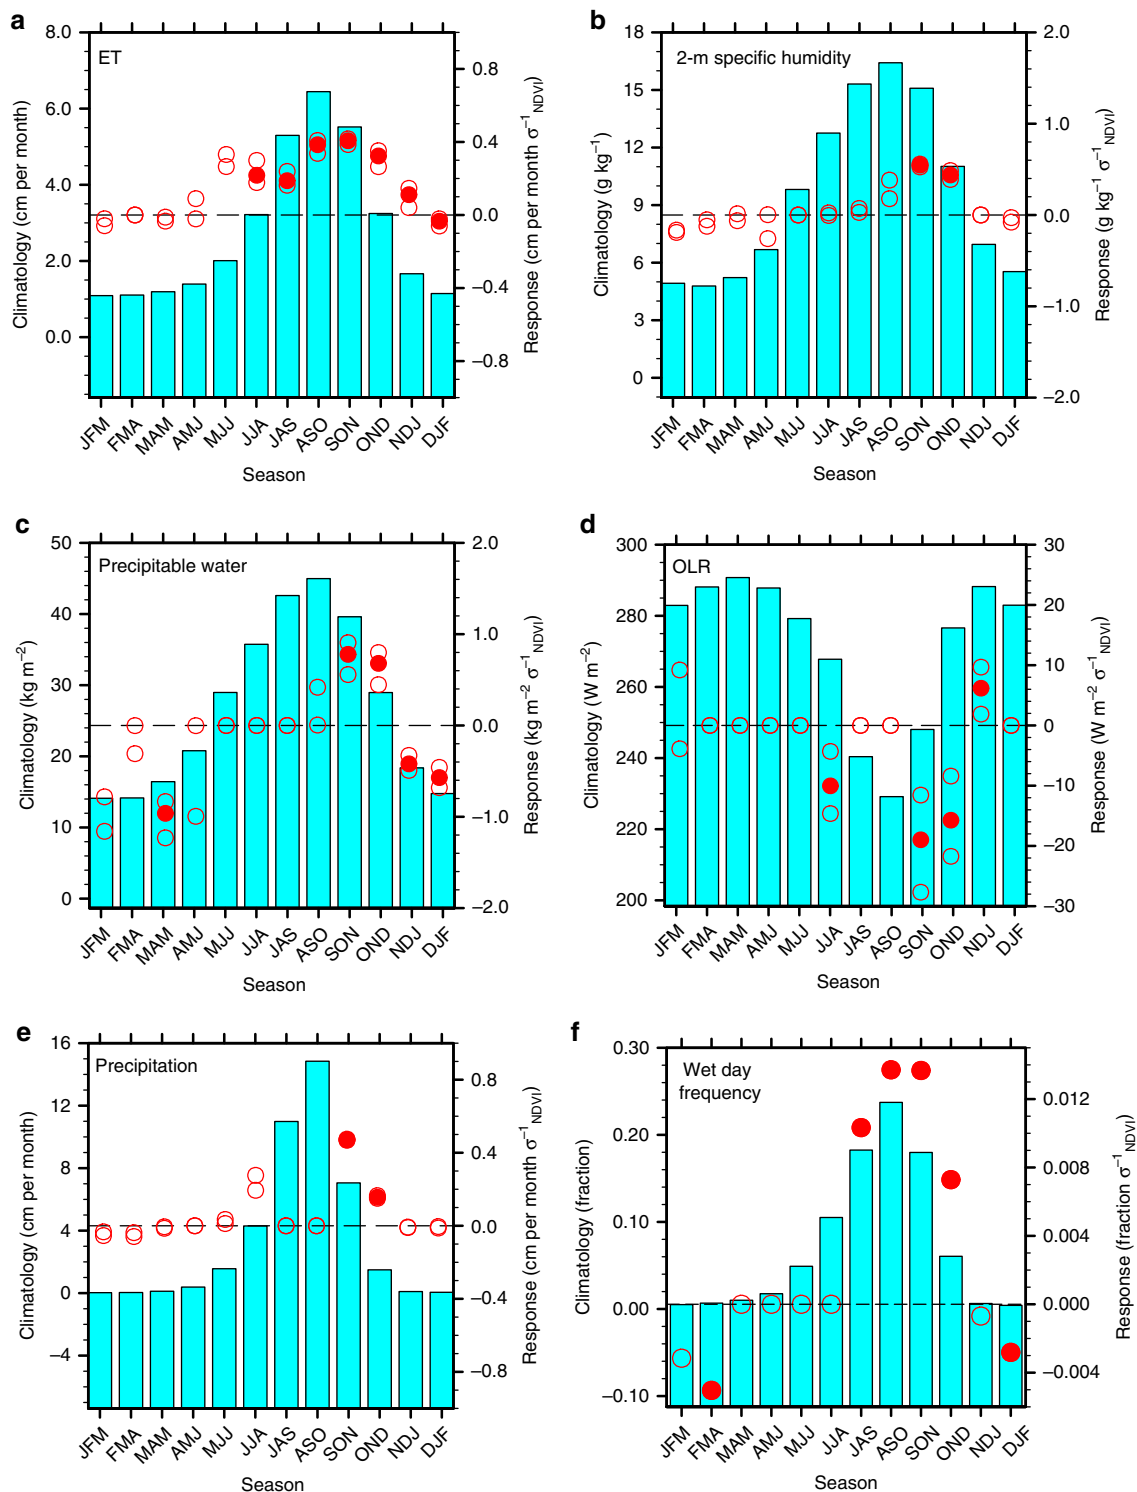 a
ET
8.0
6.0
4.0
2.0
0.0
0.8
0.4
0.0
−0.4
−0.8
Climatology (cm per month)
Response (cm per month σ−1NDVI)
JFM FMA MAM AMJ MJJ JJA JAS ASO SON OND NDJ DJF
Season
b
2-m specific humidity
18
15
12
9
6
3
0
2.0
1.0
0.0
−1.0
−2.0
Climatology (g kg−1)
Response (g kg−1 σ−1NDVI)
JFM FMA MAM AMJ MJJ JJA JAS ASO SON OND NDJ DJF
Season
c
Precipitable water
50
40
30
20
10
0
2.0
1.0
0.0
−1.0
−2.0
Climatology (kg m−2)
Response (kg m−2 σ−1NDVI)
JFM FMA MAM AMJ MJJ JJA JAS ASO SON OND NDJ DJF
Season
d
OLR
300
280
260
240
220
200
30
20
10
0
−10
−20
−30
Climatology (W m−2)
Response (W m−2 σ−1NDVI)
JFM FMA MAM AMJ MJJ JJA JAS ASO SON OND NDJ DJF
Season
e
Precipitation
16
12
8
4
0
−4
0.8
0.4
0.0
−0.4
−0.8
Climatology (cm per month)
Response (cm per month σ−1NDVI)
JFM FMA MAM AMJ MJJ JJA JAS ASO SON OND NDJ DJF
Season
f
Wet day
frequency
0.30
0.20
0.10
0.00
−0.10
0.012
0.008
0.004
0.000
−0.004
Climatology (fraction)
Response (fraction σ−1NDVI)
JFM FMA MAM AMJ MJJ JJA JAS ASO SON OND NDJ DJF
Season